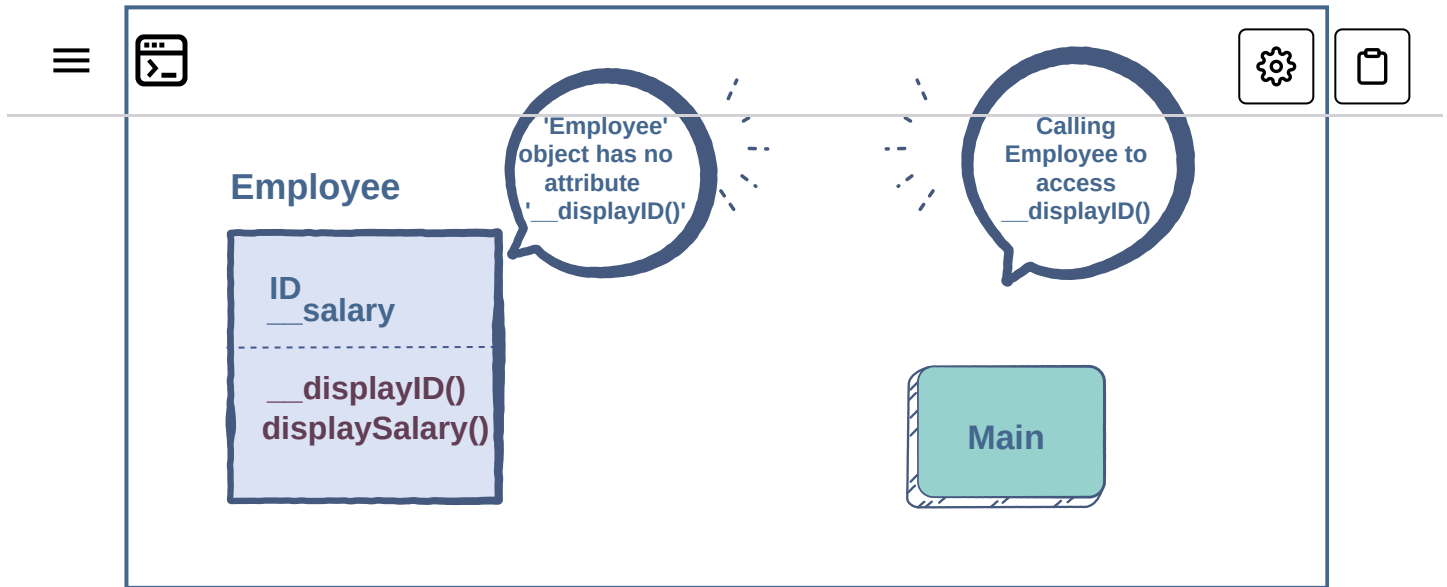 'Employee'
object has no
attribute
'__displayID()'
Calling
Employee to
access
__displayID()
Employee
ID
__salary
__displayID()
displaySalary()
Main